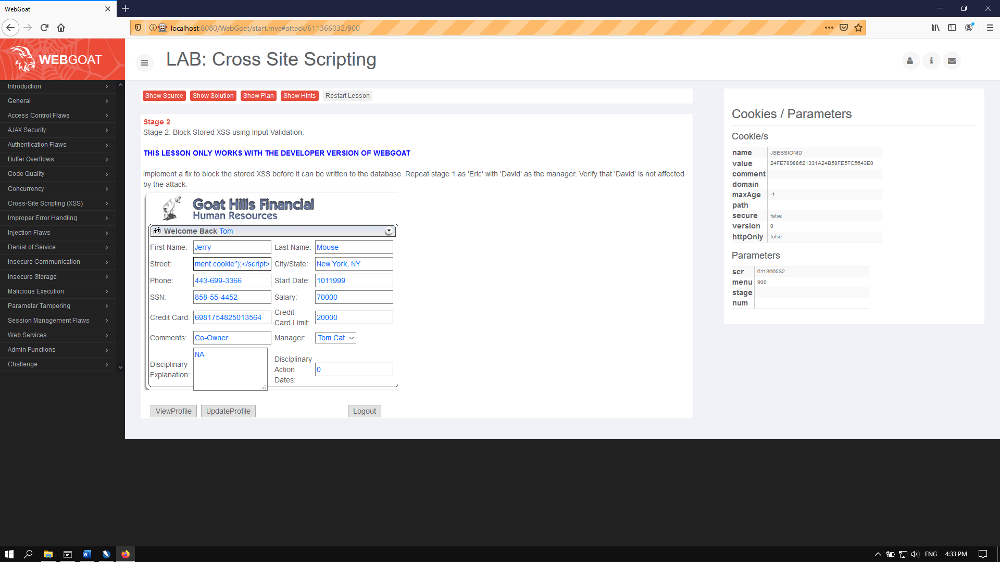 WebGoat
localhost:8080/WebGoat/start.mvc#attack/611366032/900
WEBGOAT
LAB: Cross Site Scripting
Introduction
General
Access Control Flaws
AJAX Security
Authentication Flaws
Buffer Overflows
Code Quality
Concurrency
Cross-Site Scripting (XSS)
Improper Error Handling
Injection Flaws
Denial of Service
Insecure Communication
Insecure Storage
Malicious Execution
Parameter Tampering
Session Management Flaws
Web Services
Admin Functions
Challenge
Show Source Show Solution Show Plan Show Hints Restart Lesson
Stage 2
Stage 2: Block Stored XSS using Input Validation.
THIS LESSON ONLY WORKS WITH THE DEVELOPER VERSION OF WEBGOAT
Implement a fix to block the stored XSS before it can be written to the database. Repeat stage 1 as 'Eric' with 'David' as the manager. Verify that 'David' is not affected
by the attack.
Goat Hills Financial
Human Resources
Welcome Back Tom
First Name: Jerry Last Name: Mouse
Street: ment.cookie");</script> City/State: New York, NY
Phone: 443-699-3366 Start Date: 1011999
SSN: 858-55-4452 Salary: 70000
Credit Card: 6981754825013564 Credit
Card Limit: 20000
Comments: Co-Owner. Manager: Tom Cat
Disciplinary
Explanation: NA Disciplinary
Action
Dates: 0
ViewProfile UpdateProfile Logout
Cookies / Parameters
Cookie/s
name JSESSIONID
value 24FE78988621331A24B58FE5FC5643E0
comment
domain
maxAge -1
path
secure false
version 0
httpOnly false
Parameters
scr 611366032
menu 900
stage
num
ENG 4:33 PM